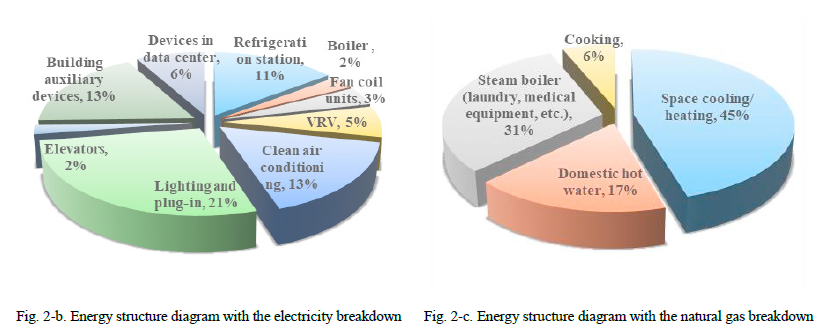 Devices in
data center,
6%
Refrigerati
on station,
11%
Boiler ,
2%
Fan coil
units, 3%
VRV, 5%
Clean air
conditioni
ng, 13%
Lighting and
plug-in, 21%
Elevators,
2%
Building
auxiliary
devices, 13%
Fig. 2-b. Energy structure diagram with the electricity breakdown
Cooking,
6%
Space cooling/
heating, 45%
Domestic hot
water, 17%
Steam boiler
(laundry, medical
equipment, etc.),
31%
Fig. 2-c. Energy structure diagram with the natural gas breakdown